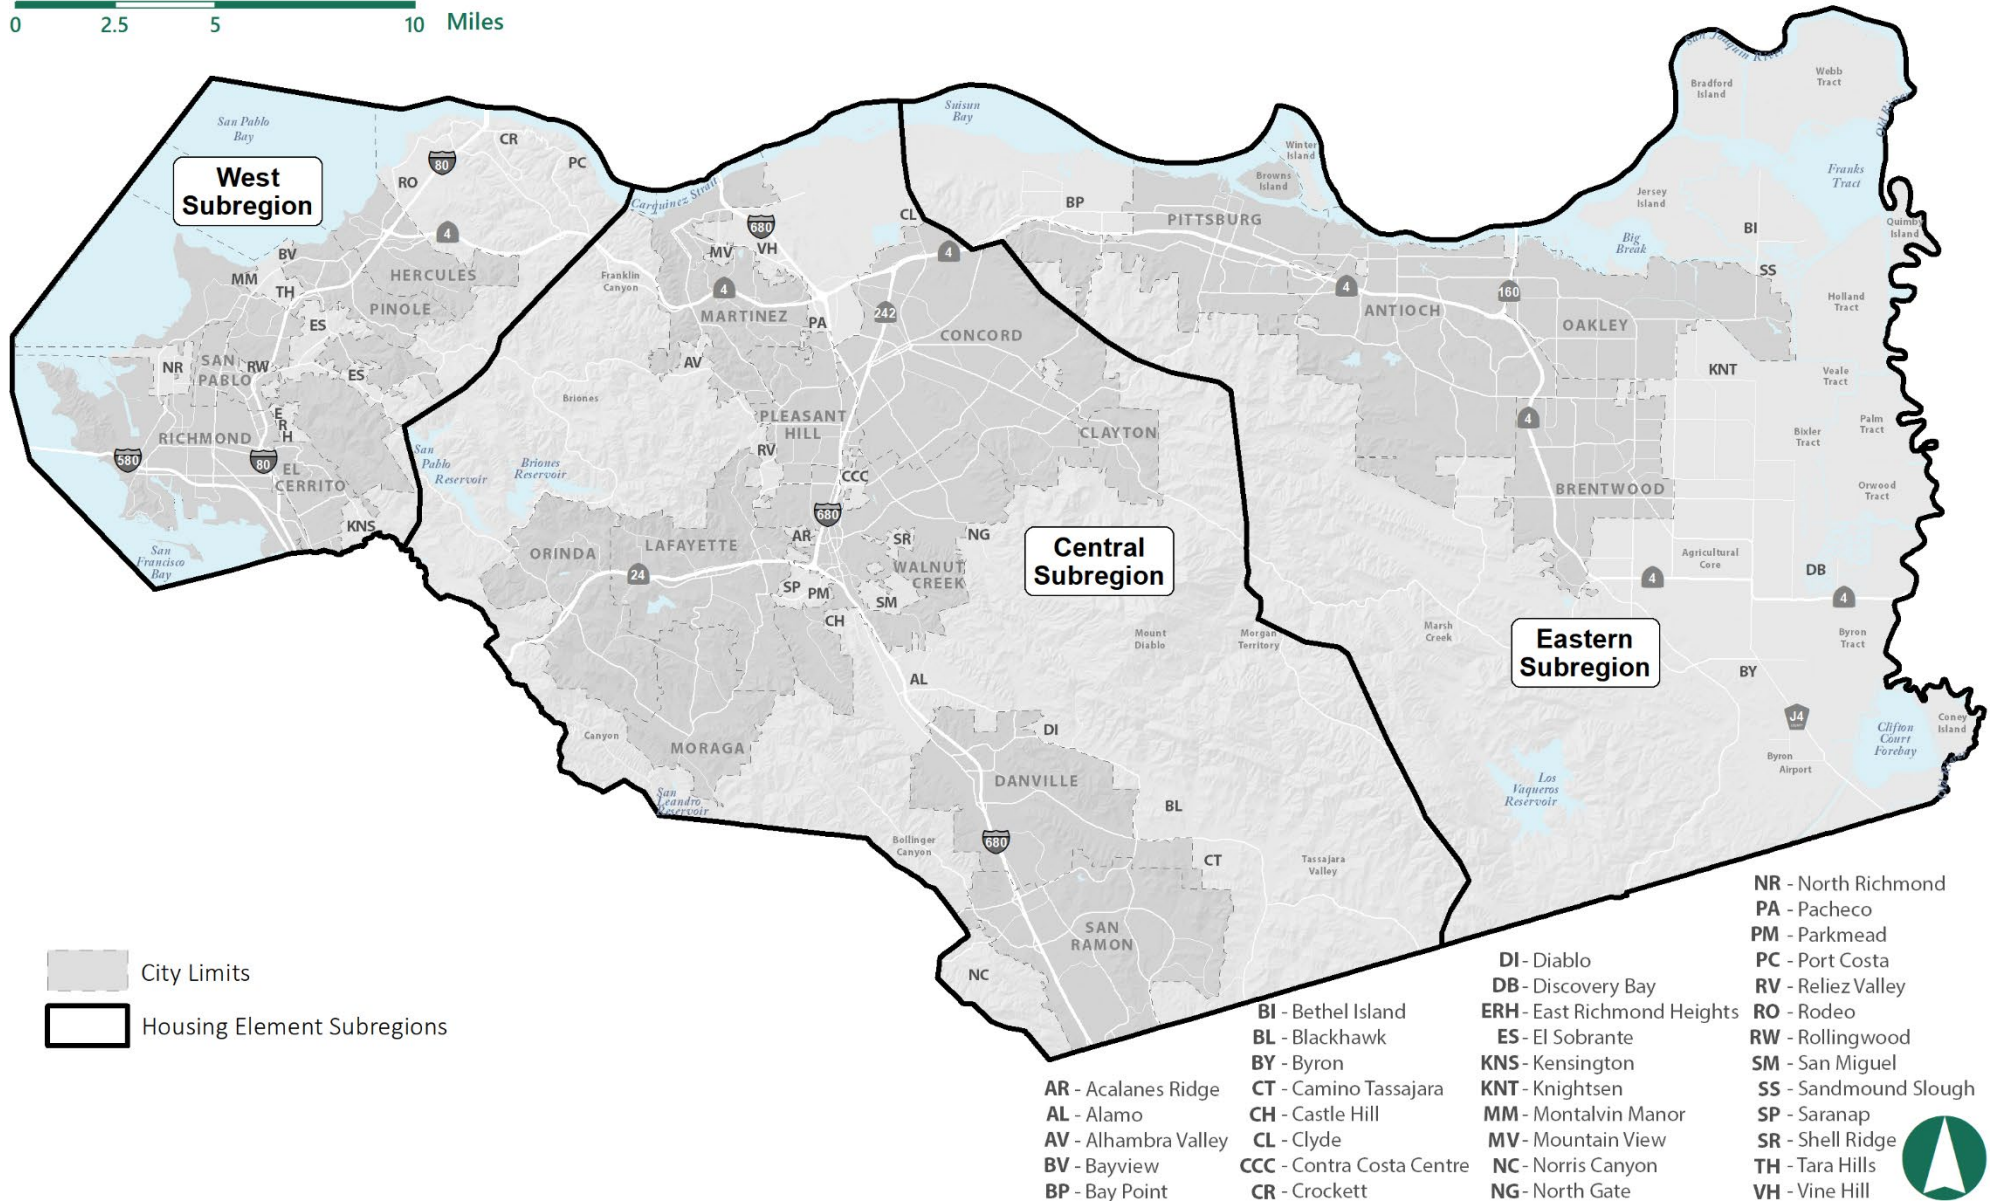 0 2.5 5 10 Miles
San Pablo
Bay
West
Subregion
80
CR
PC
RO
4
BV
MM
TH
HERCULES
PINOLE
ES
NR
SAN
PABLO
RW
ES
E
R
H
RICHMOND
580
80
EL
CERRITO
KNS
San
Francisco
Bay
Suisun
Bay
Carquinez Strait
CL
680
MV
VH
4
Franklin
Canyon
4
MARTINEZ
PA
242
CONCORD
AV
Briones
PLEASANT
HILL
CLAYTON
RV
San
Pablo
Reservoir
Briones
Reservoir
CCC
680
AR
SR
NG
ORINDA
LAFAYETTE
24
WALNUT
CREEK
SP
PM
SM
CH
Central
Subregion
Mount
Diablo
Morgan
Territory
AL
DI
Canyon
MORAGA
DANVILLE
San
Leandro
Reservoir
BL
680
Bollinger
Canyon
CT
Tassajara
Valley
SAN
RAMON
NC
San Joaquin River
Bradford
Island
Webb
Tract
Old River
Winter
Island
Browns
Island
Franks
Tract
BP
PITTSBURG
Jersey
Island
BI
Quimby
Island
Big
Break
SS
4
160
ANTIOCH
OAKLEY
Holland
Tract
KNT
Veale
Tract
4
Palm
Tract
Bixler
Tract
BRENTWOOD
Orwood
Tract
Agricultural
Core
DB
4
4
Marsh
Creek
Eastern
Subregion
Byron
Tract
BY
J4
Clifton
Court
Forebay
Coney
Island
Byron
Airport
Los
Vaqueros
Reservoir
City Limits
Housing Element Subregions
AR - Acalanes Ridge
AL - Alamo
AV - Alhambra Valley
BV - Bayview
BP - Bay Point
BI - Bethel Island
BL - Blackhawk
BY - Byron
CT - Camino Tassajara
CH - Castle Hill
CL - Clyde
CCC - Contra Costa Centre
CR - Crockett
DI - Diablo
DB - Discovery Bay
ERH - East Richmond Heights
ES - El Sobrante
KNS - Kensington
KNT - Knightsen
MM - Montalvin Manor
MV - Mountain View
NC - Norris Canyon
NG - North Gate
NR - North Richmond
PA - Pacheco
PM - Parkmead
PC - Port Costa
RV - Reliez Valley
RO - Rodeo
RW - Rollingwood
SM - San Miguel
SS - Sandmound Slough
SP - Saranap
SR - Shell Ridge
TH - Tara Hills
VH - Vine Hill